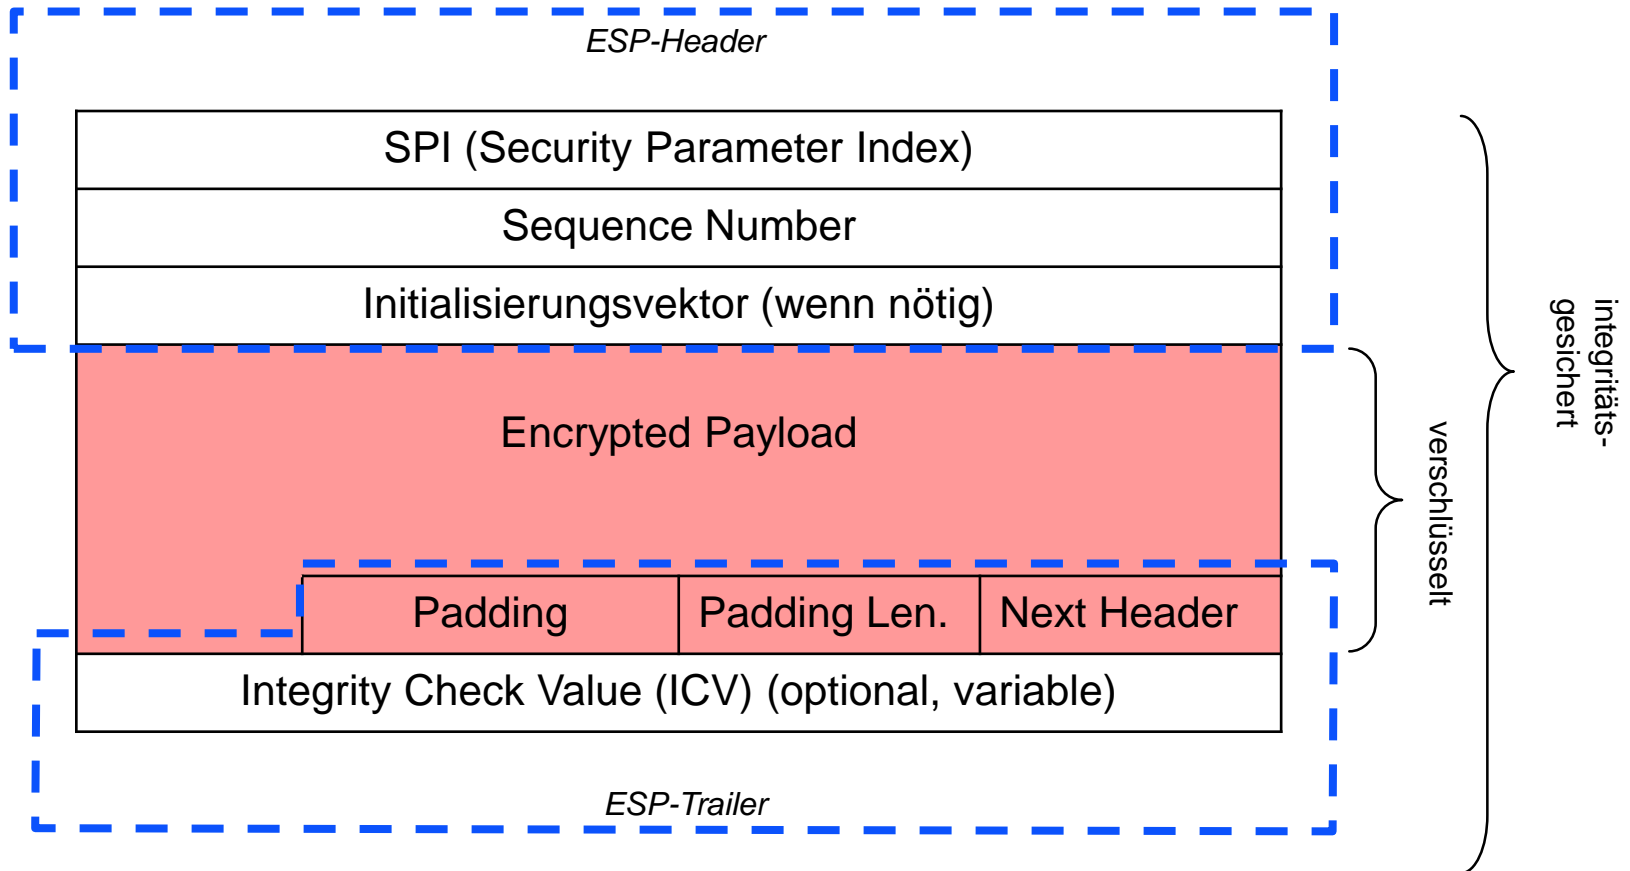 ESP-Header
SPI (Security Parameter Index)
Sequence Number
Initialisierungsvektor (wenn nötig)
Encrypted Payload
Padding
Padding Len.
Next Header
Integrity Check Value (ICV) (optional, variable)
ESP-Trailer
verschlüsselt
integritäts-
gesichert